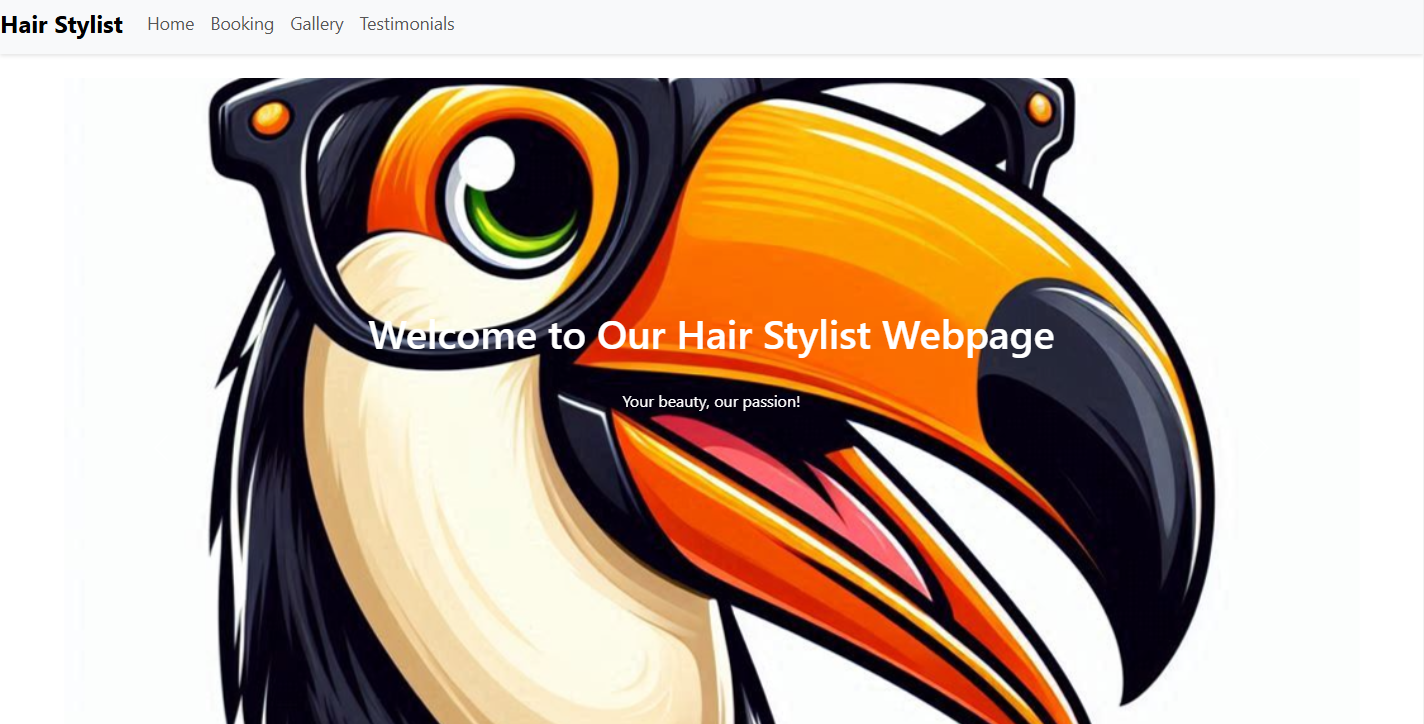 Hair Stylist Home Booking Gallery Testimonials
Welcome to Our Hair Stylist Webpage
Your beauty, our passion!